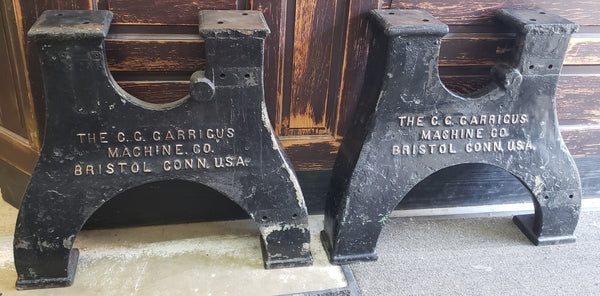 THE C.G. GARRIGUS
MACHINE CO.
BRISTOL CONN. U.S.A.
THE C.G. GARRIGUS
MACHINE CO.
BRISTOL CONN. U.S.A.